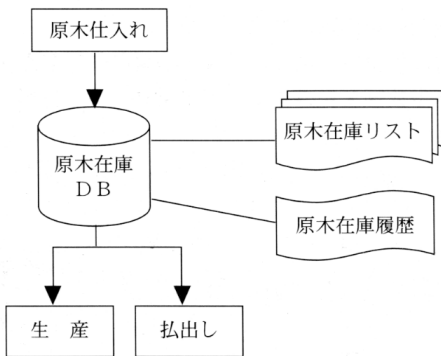 原木仕入れ
原木在庫
ＤＢ
原木在庫リスト
原木在庫履歴
生　産
払出し